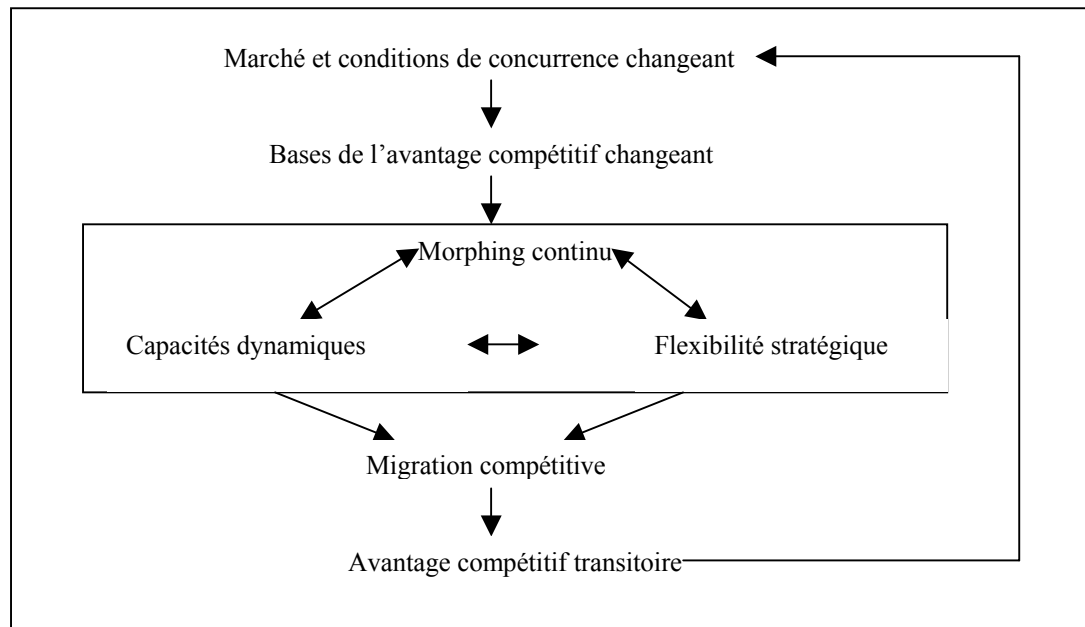 Marché et conditions de concurrence changeant
Bases de l’avantage compétitif changeant
Morphing continu
Capacités dynamiques
Flexibilité stratégique
Migration compétitive
Avantage compétitif transitoire